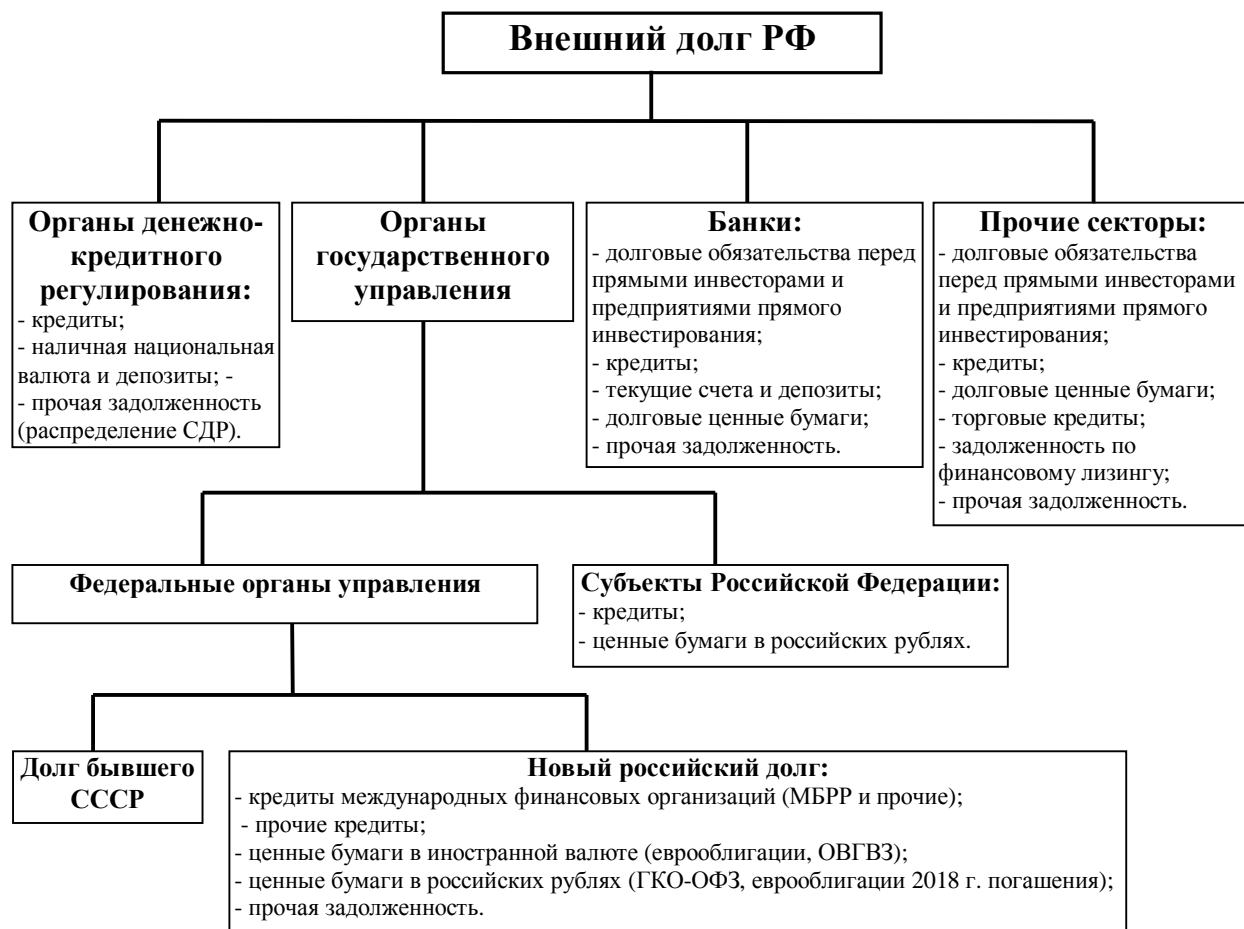 Внешний долг РФ
Органы денежно-
кредитного
регулирования:
- кредиты;
- наличная национальная
валюта и депозиты; -
- прочая задолженность
(распределение СДР).
Органы
государственного
управления
Банки:
- долговые обязательства перед
прямыми инвесторами и
предприятиями прямого
инвестирования;
- кредиты;
- текущие счета и депозиты;
- долговые ценные бумаги;
- прочая задолженность.
Прочие секторы:
- долговые обязательства
перед прямыми инвесторами
и предприятиями прямого
инвестирования;
- кредиты;
- долговые ценные бумаги;
- торговые кредиты;
- задолженность по
финансовому лизингу;
- прочая задолженность.
Федеральные органы управления
Субъекты Российской Федерации:
- кредиты;
- ценные бумаги в российских рублях.
Долг бывшего
СССР
Новый российский долг:
- кредиты международных финансовых организаций (МБРР и прочие);
- прочие кредиты;
- ценные бумаги в иностранной валюте (еврооблигации, ОВГВЗ);
- ценные бумаги в российских рублях (ГКО-ОФЗ, еврооблигации 2018 г. погашения);
- прочая задолженность.